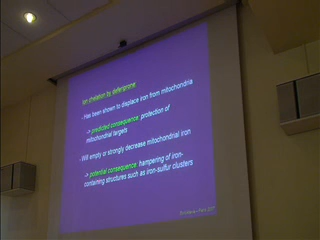 Iron chelation by deferiprone
- Has been shown to displace iron from mitochondria
-> predicted consequence: protection of
mitochondrial targets
- Will empty or strongly decrease mitochondrial iron
-> potential consequence: hampering of iron-
containing structures such as iron-sulfur clusters